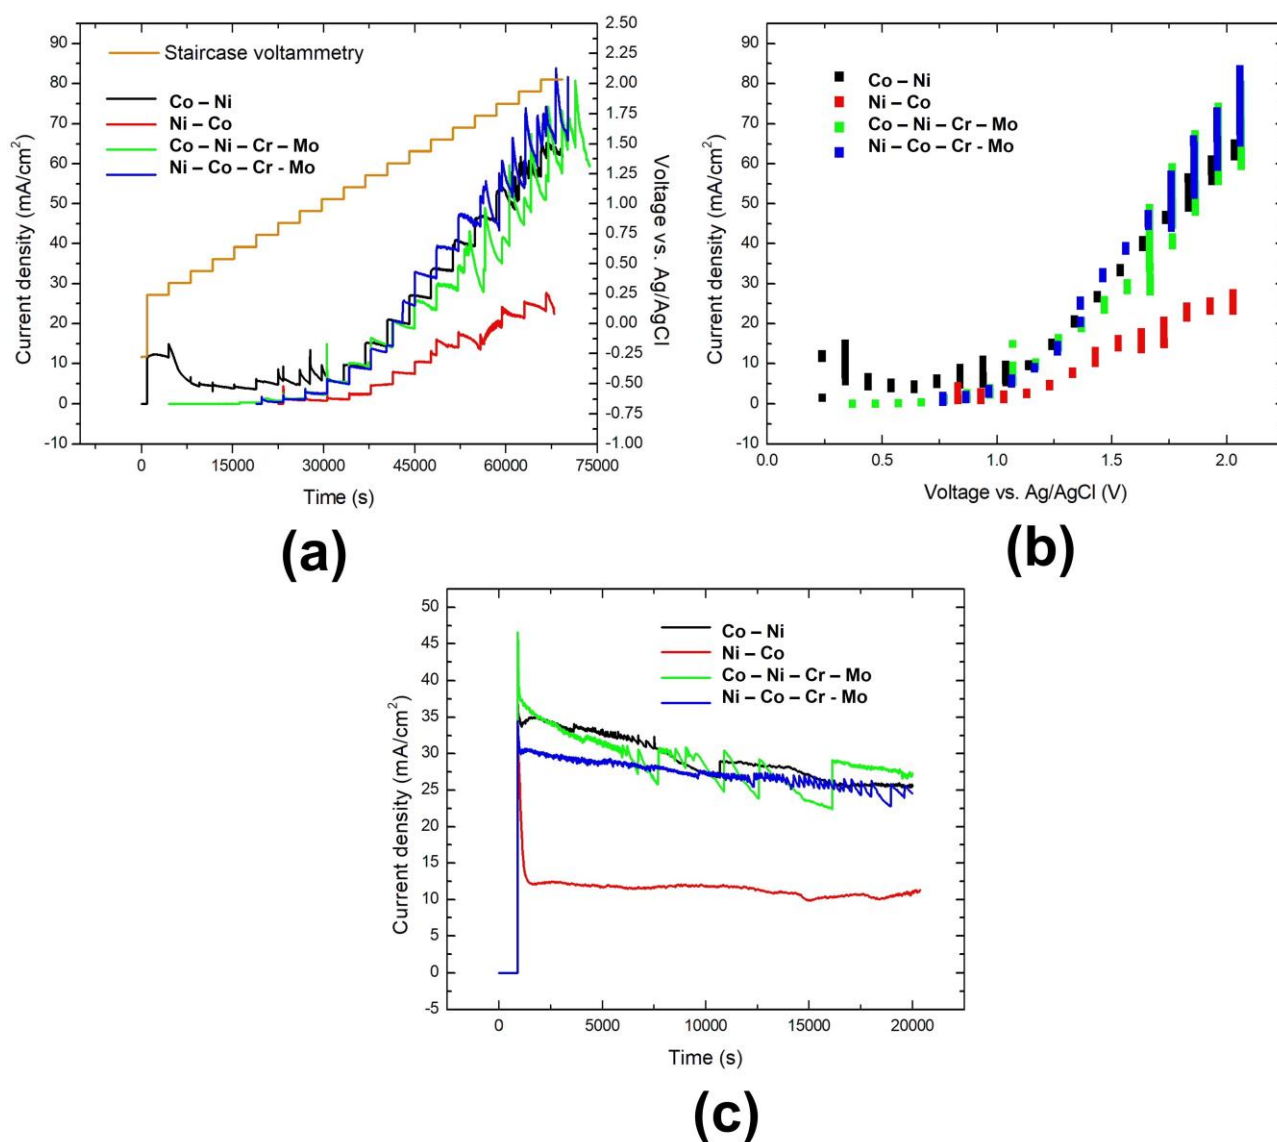 Staircase voltammetry
Co – Ni
Ni – Co
Co – Ni – Cr – Mo
Ni – Co – Cr - Mo
90
80
70
60
50
40
30
20
10
0
-10
Current density (mA/cm²)
2.50
2.25
2.00
1.75
1.50
1.25
1.00
0.75
0.50
0.25
0.00
-0.25
-0.50
-0.75
-1.00
Voltage vs. Ag/AgCl
0 15000 30000 45000 60000 75000
Time (s)
(a)
Co – Ni
Ni – Co
Co – Ni – Cr – Mo
Ni – Co – Cr - Mo
90
80
70
60
50
40
30
20
10
0
-10
Current density (mA/cm²)
0.0 0.5 1.0 1.5 2.0
Voltage vs. Ag/AgCl (V)
(b)
Co – Ni
Ni – Co
Co – Ni – Cr – Mo
Ni – Co – Cr - Mo
50
45
40
35
30
25
20
15
10
5
0
-5
Current density (mA/cm²)
0 5000 10000 15000 20000
Time (s)
(c)